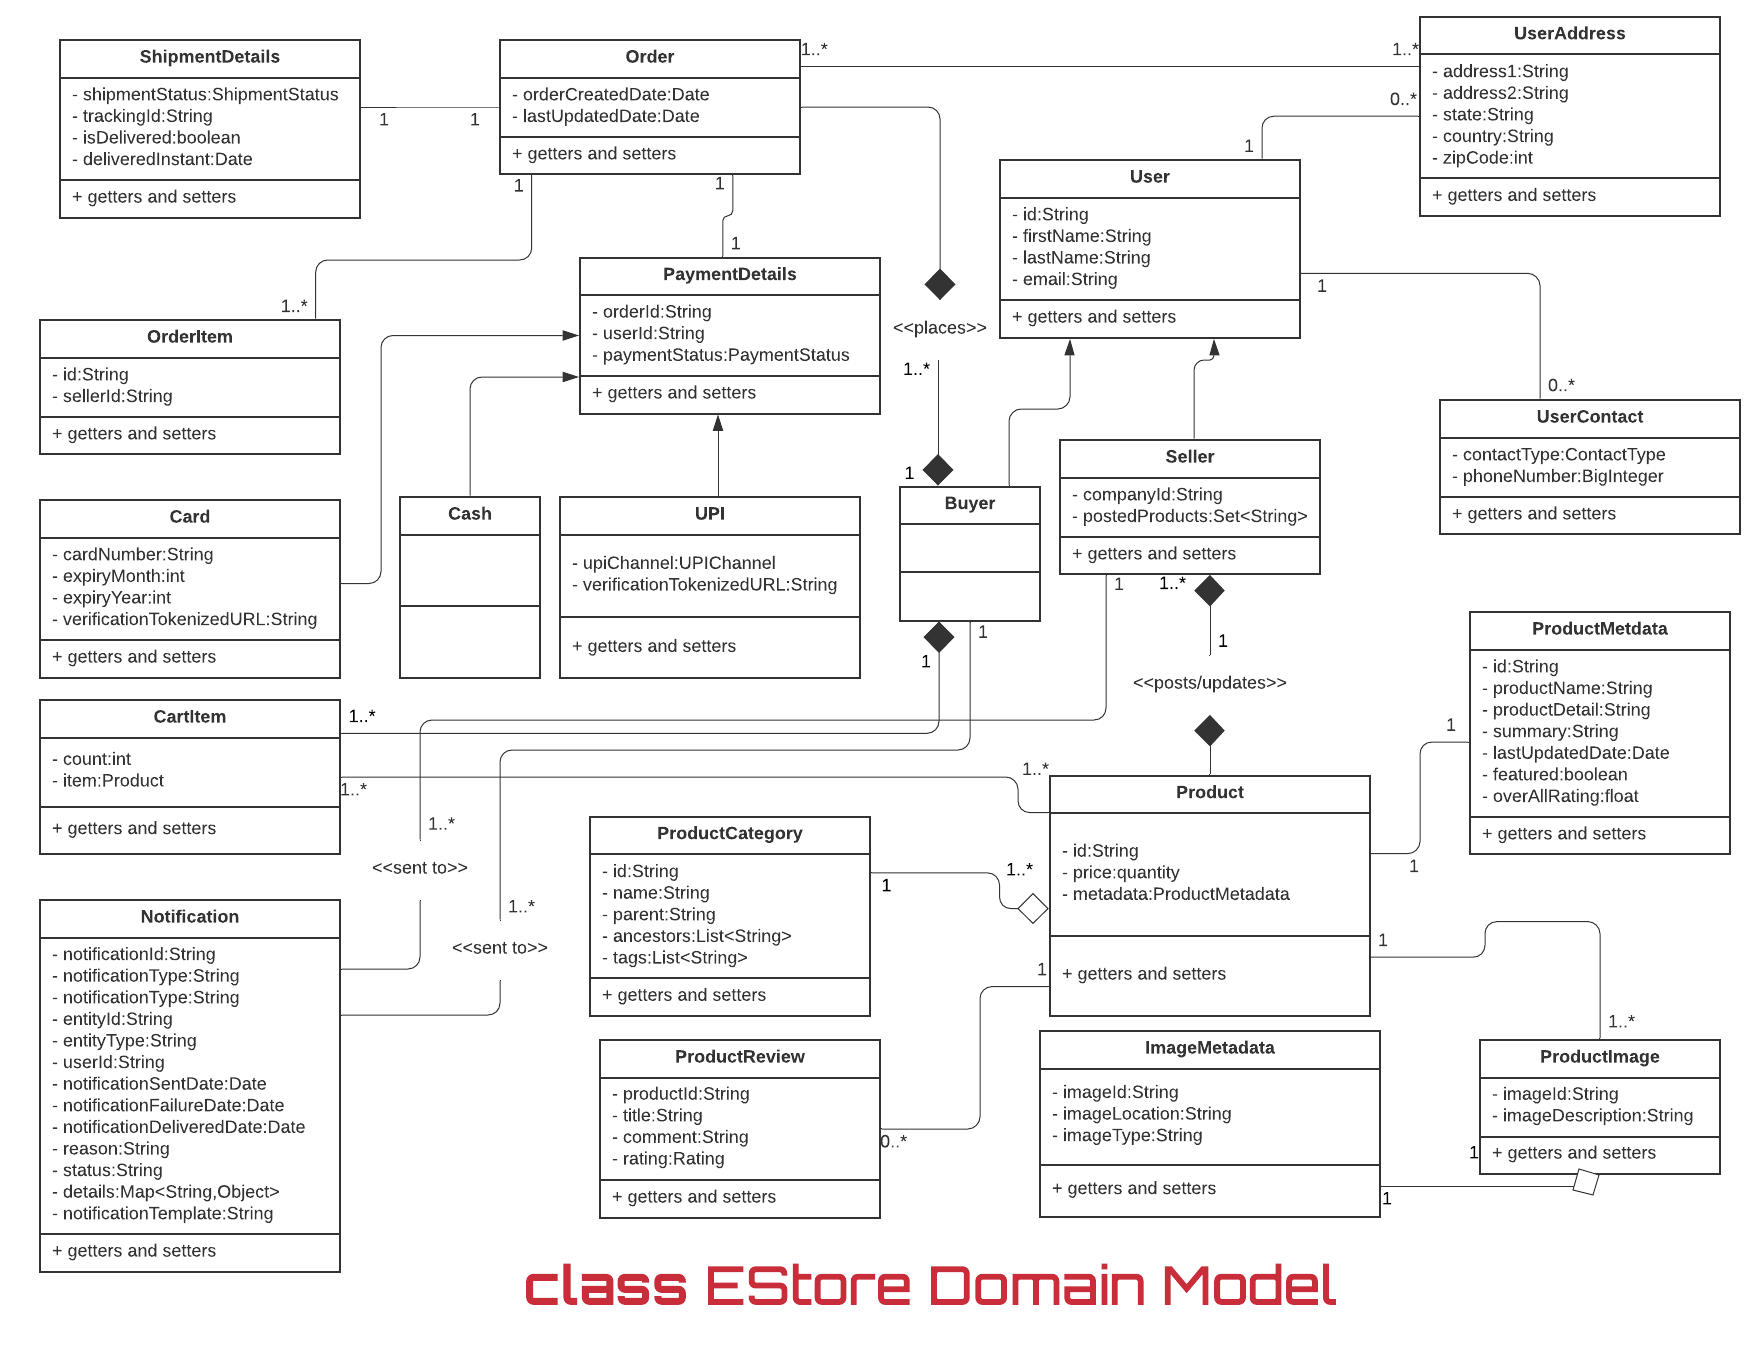 ShipmentDetails
- shipmentStatus:ShipmentStatus
- trackingId:String
- isDelivered:boolean
- deliveredInstant:Date
+ getters and setters
1
1
Order
- orderCreatedDate:Date
- lastUpdatedDate:Date
+ getters and setters
1..*
1..*
UserAddress
- address1:String
- address2:String
- state:String
- country:String
- zipCode:int
+ getters and setters
0..*
1
User
- id:String
- firstName:String
- lastName:String
- email:String
+ getters and setters
1
1
1
1..*
PaymentDetails
- orderId:String
- userId:String
- paymentStatus:PaymentStatus
+ getters and setters
<<places>>
1..*
1
1
0..*
OrderItem
- id:String
- sellerId:String
+ getters and setters
UserContact
- contactType:ContactType
- phoneNumber:BigInteger
+ getters and setters
Seller
- companyId:String
- postedProducts:Set<String>
+ getters and setters
Card
- cardNumber:String
- expiryMonth:int
- expiryYear:int
- verificationTokenizedURL:String
+ getters and setters
Cash
UPI
- upiChannel:UPIChannel
- verificationTokenizedURL:String
+ getters and setters
Buyer
1
1
1
1..*
1
<<posts/updates>>
ProductMetdata
- id:String
- productName:String
- productDetail:String
- summary:String
- lastUpdatedDate:Date
- featured:boolean
- overAllRating:float
+ getters and setters
1
1
CartItem
- count:int
- item:Product
+ getters and setters
1..*
1..*
1..*
1..*
<<sent to>>
1..*
<<sent to>>
Product
- id:String
- price:quantity
- metadata:ProductMetadata
+ getters and setters
ProductCategory
- id:String
- name:String
- parent:String
- ancestors:List<String>
- tags:List<String>
+ getters and setters
1
1..*
1
1
1..*
0..*
Notification
- notificationId:String
- notificationType:String
- notificationType:String
- entityId:String
- entityType:String
- userId:String
- notificationSentDate:Date
- notificationFailureDate:Date
- notificationDeliveredDate:Date
- reason:String
- status:String
- details:Map<String,Object>
- notificationTemplate:String
+ getters and setters
ProductReview
- productId:String
- title:String
- comment:String
- rating:Rating
+ getters and setters
ImageMetadata
- imageId:String
- imageLocation:String
- imageType:String
+ getters and setters
ProductImage
- imageId:String
- imageDescription:String
+ getters and setters
1
1
class EStore Domain Model